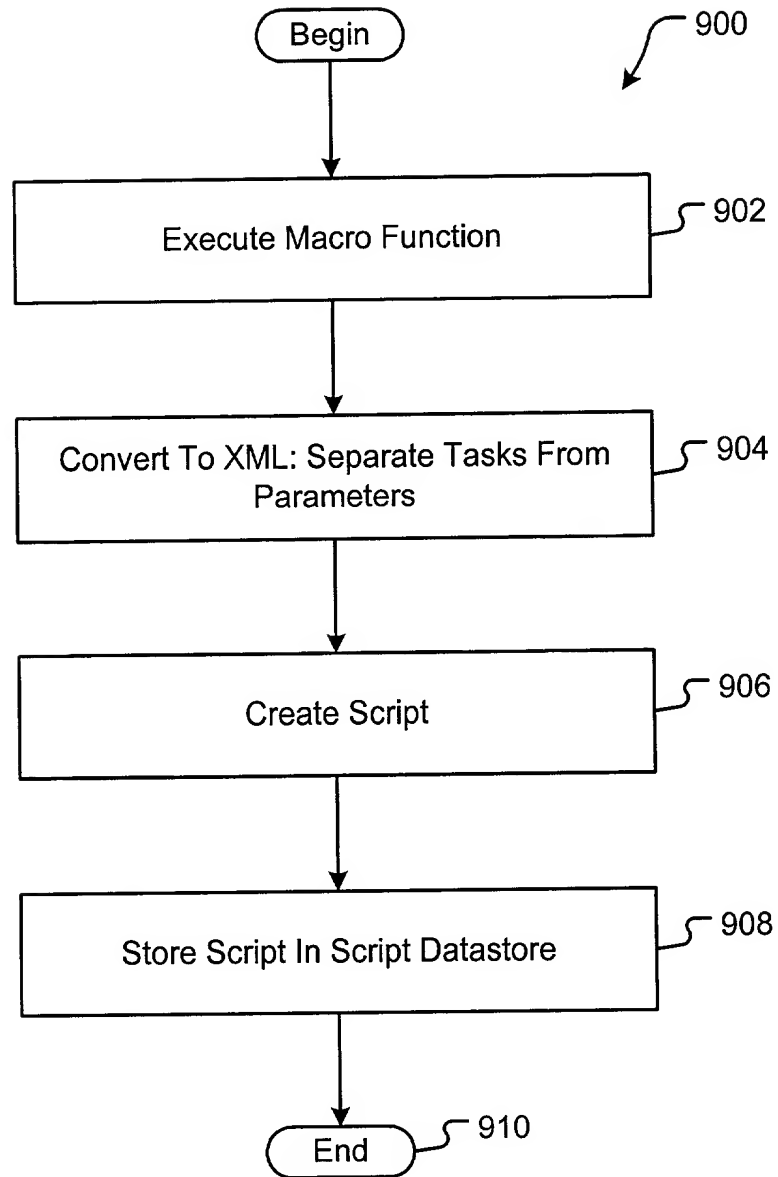 Begin
900
Execute Macro Function
902
Convert To XML: Separate Tasks From
Parameters
904
Create Script
906
Store Script In Script Datastore
908
End
910